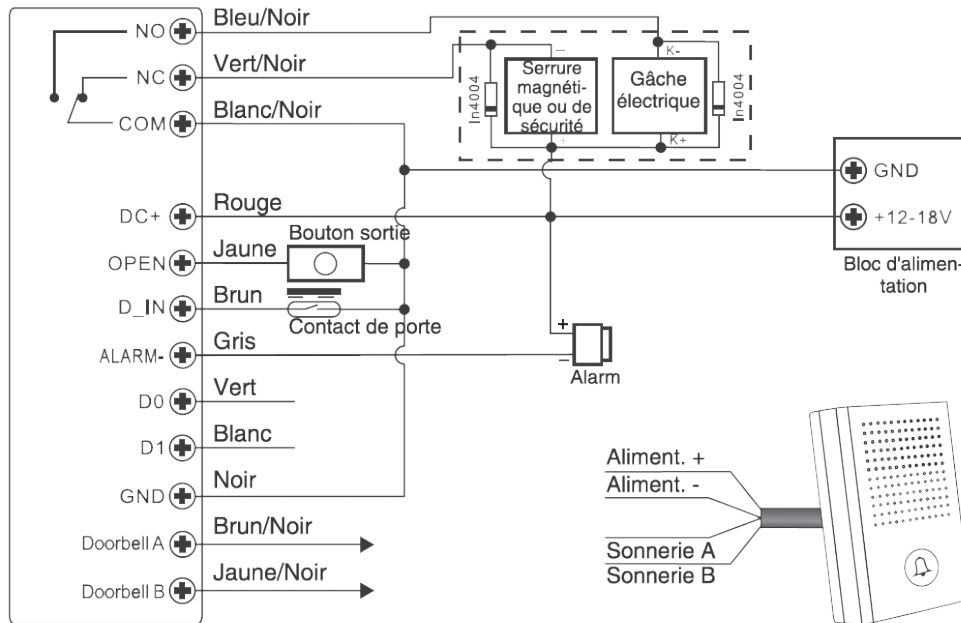 NO Bleu/Noir
NC Vert/Noir
COM Blanc/Noir
DC+ Rouge
OPEN Jaune
Bouton sortie
D_IN Brun
Contact de porte
ALARM- Gris
D0 Vert
D1 Blanc
GND Noir
Doorbell A Brun/Noir
Doorbell B Jaune/Noir
In4004
−
Serrure
magnéti-
que ou de
sécurité
+
K-
Gâche
électrique
K+
In4004
GND
+12-18V
Bloc d'alimen-
tation
+
−
Alarm
Aliment. +
Aliment. -
Sonnerie A
Sonnerie B